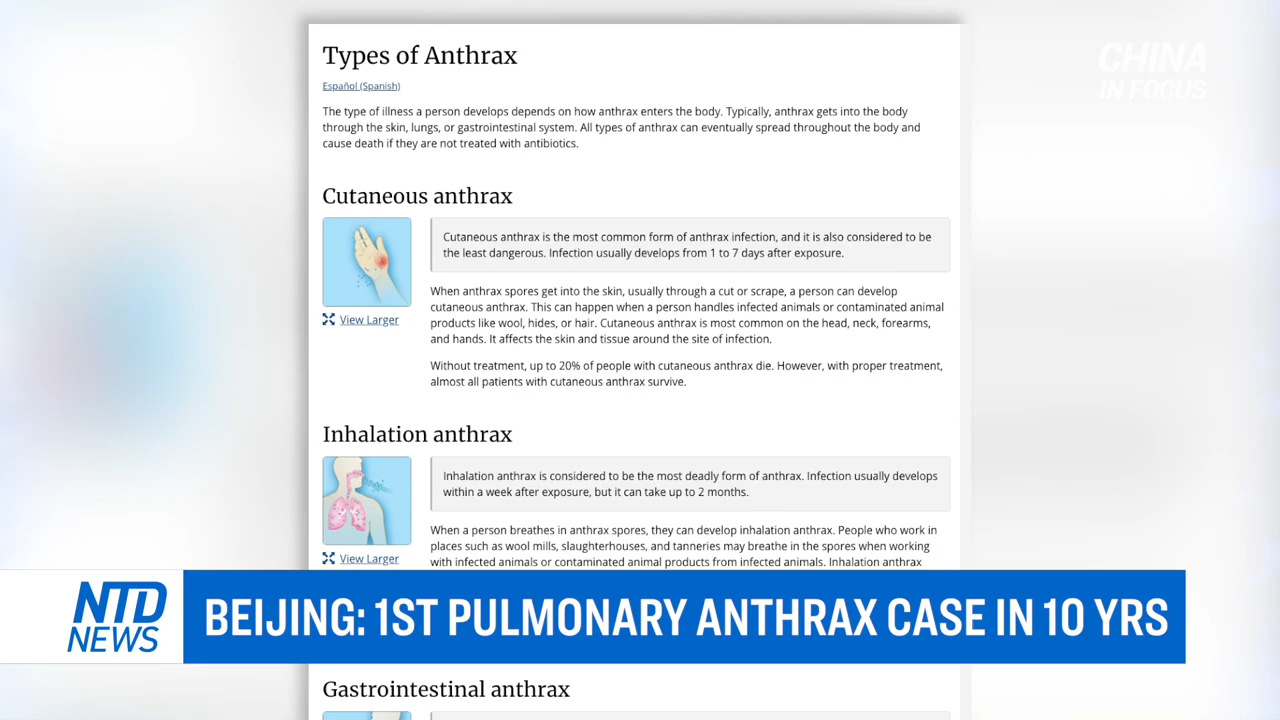 CHINA
IN FOCUS
Types of Anthrax
Español (Spanish)
The type of illness a person develops depends on how anthrax enters the body. Typically, anthrax gets into the body
through the skin, lungs, or gastrointestinal system. All types of anthrax can eventually spread throughout the body and
cause death if they are not treated with antibiotics.
Cutaneous anthrax
Cutaneous anthrax is the most common form of anthrax infection, and it is also considered to be
the least dangerous. Infection usually develops from 1 to 7 days after exposure.
View Larger
When anthrax spores get into the skin, usually through a cut or scrape, a person can develop
cutaneous anthrax. This can happen when a person handles infected animals or contaminated animal
products like wool, hides, or hair. Cutaneous anthrax is most common on the head, neck, forearms,
and hands. It affects the skin and tissue around the site of infection.
Without treatment, up to 20% of people with cutaneous anthrax die. However, with proper treatment,
almost all patients with cutaneous anthrax survive.
Inhalation anthrax
Inhalation anthrax is considered to be the most deadly form of anthrax. Infection usually develops
within a week after exposure, but it can take up to 2 months.
View Larger
When a person breathes in anthrax spores, they can develop inhalation anthrax. People who work in
places such as wool mills, slaughterhouses, and tanneries may breathe in the spores when working
with infected animals or contaminated animal products from infected animals. Inhalation anthrax
NTD
NEWS
BEIJING: 1ST PULMONARY ANTHRAX CASE IN 10 YRS
Gastrointestinal anthrax